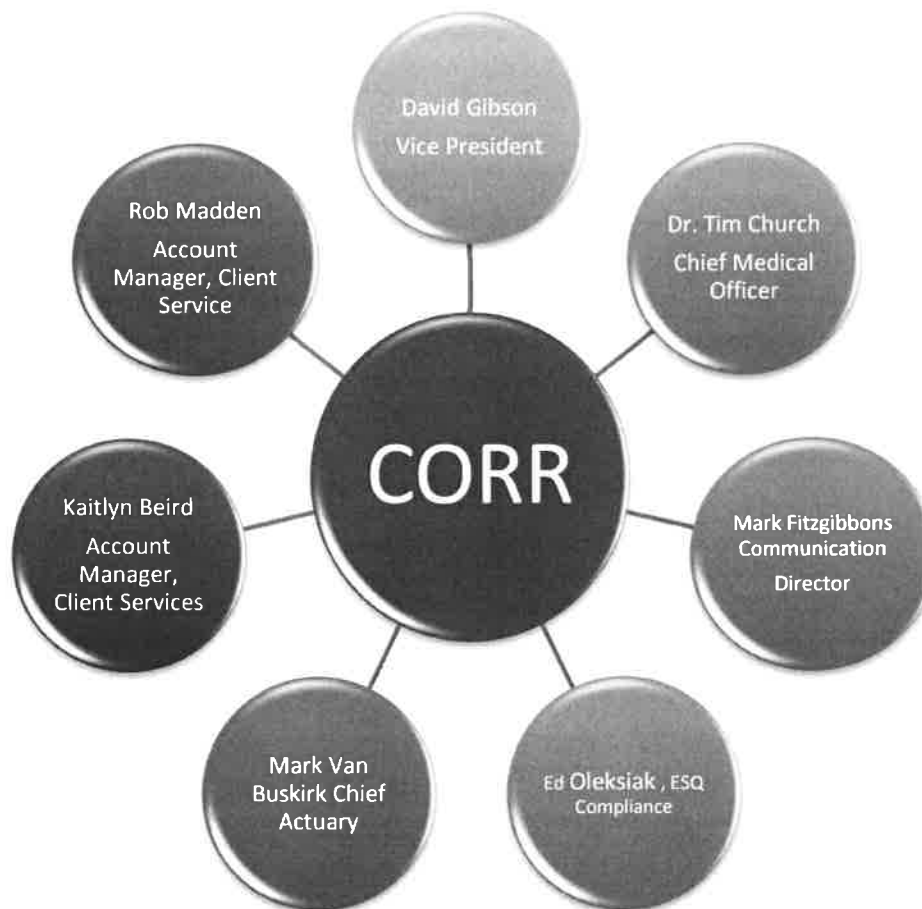 David Gibson
Vice President
Dr. Tim Church
Chief Medical
Officer
Mark Fitzgibbons
Communication
Director
Ed Oleksiak , ESQ
Compliance
Mark Van
Buskirk Chief
Actuary
Kaitlyn Beird
Account
Manager,
Client Services
Rob Madden
Account
Manager, Client
Service
CORR